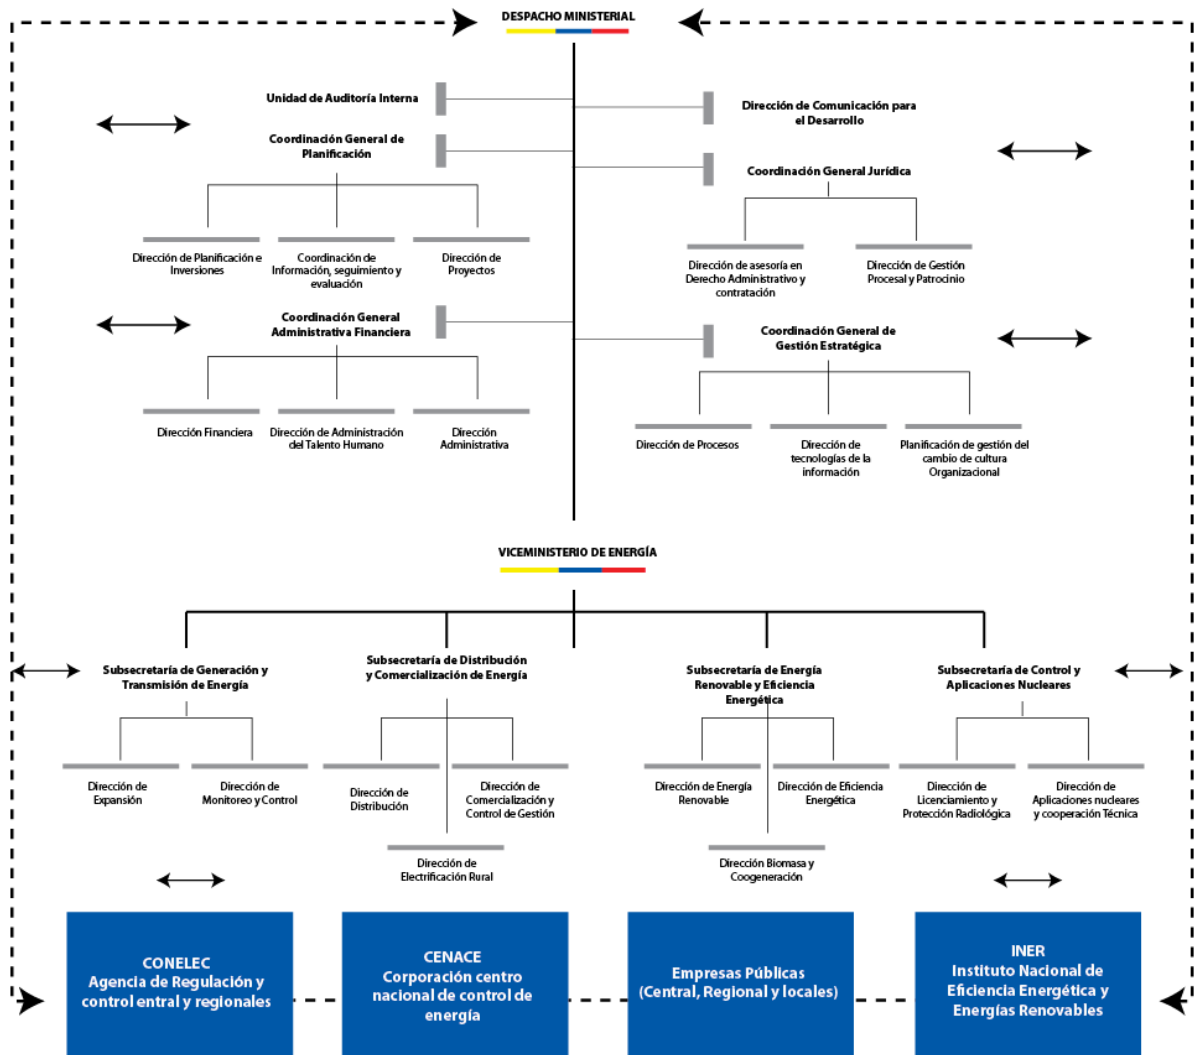 DESPACHO MINISTERIAL
Unidad de Auditoría Interna
Coordinación General de
Planificación
Dirección de Planificación e
Inversiones
Coordinación de
Información, seguimiento y
evaluación
Dirección de
Proyectos
Coordinación General
Administrativa Financiera
Dirección Financiera
Dirección de Administración
del Talento Humano
Dirección
Administrativa
Dirección de Comunicación para
el Desarrollo
Coordinación General Jurídica
Dirección de asesoría en
Derecho Administrativo y
contratación
Dirección de Gestión
Procesal y Patrocinio
Coordinación General de
Gestión Estratégica
Dirección de Procesos
Dirección de
tecnologías de la
información
Planificación de gestión del
cambio de cultura
Organizacional
VICEMINISTERIO DE ENERGÍA
Subsecretaría de Generación y
Transmisión de Energía
Dirección de
Expansión
Dirección de
Monitoreo y Control
Subsecretaría de Distribución
y Comercialización de Energía
Dirección de
Distribución
Dirección de
Comercialización y
Control de Gestión
Dirección de
Electrificación Rural
Subsecretaría de Energía
Renovable y Eficiencia
Energética
Dirección de Energía
Renovable
Dirección de Eficiencia
Energética
Dirección Biomasa y
Coogeneración
Subsecretaría de Control y
Aplicaciones Nucleares
Dirección de
Licenciamiento y
Protección Radiológica
Dirección de
Aplicaciones nucleares
y cooperación Técnica
CONELEC
Agencia de Regulación y
control entral y regionales
CENACE
Corporación centro
nacional de control de
energía
Empresas Públicas
(Central, Regional y locales)
INER
Instituto Nacional de
Eficiencia Energética y
Energías Renovables